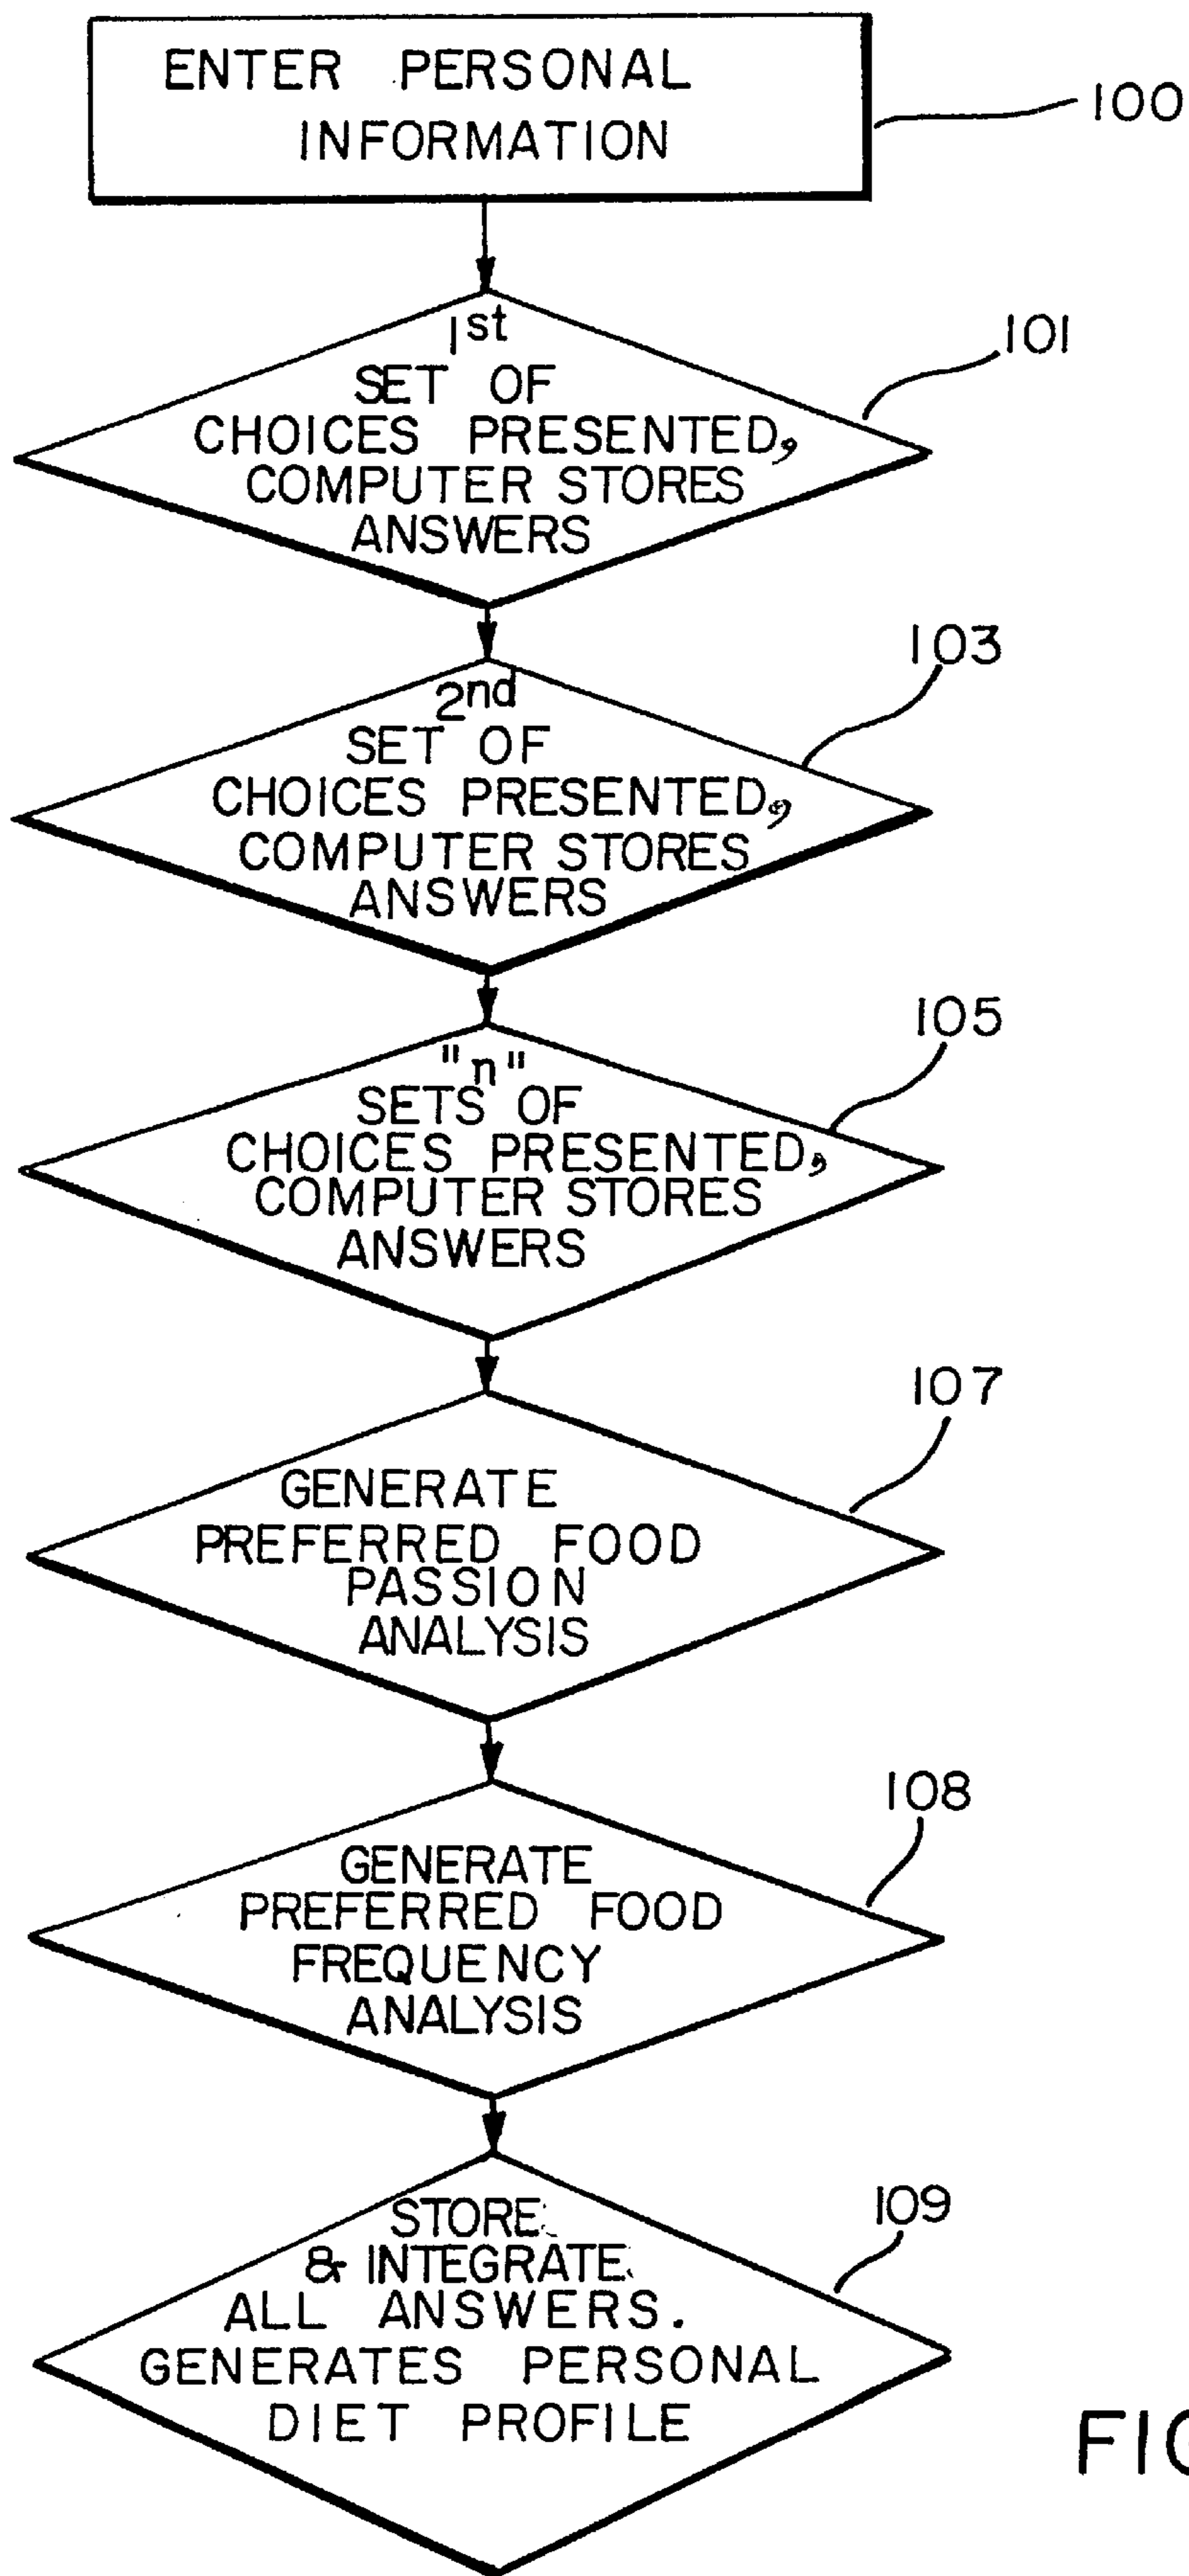 ENTER PERSONAL
INFORMATION
100
1st
SET OF
CHOICES PRESENTED,
COMPUTER STORES
ANSWERS
101
2nd
SET OF
CHOICES PRESENTED,
COMPUTER STORES
ANSWERS
103
"n"
SETS OF
CHOICES PRESENTED,
COMPUTER STORES
ANSWERS
105
GENERATE
PREFERRED FOOD
PASSION
ANALYSIS
107
GENERATE
PREFERRED FOOD
FREQUENCY
ANALYSIS
108
STORE
& INTEGRATE
ALL ANSWERS.
GENERATES PERSONAL
DIET PROFILE
109